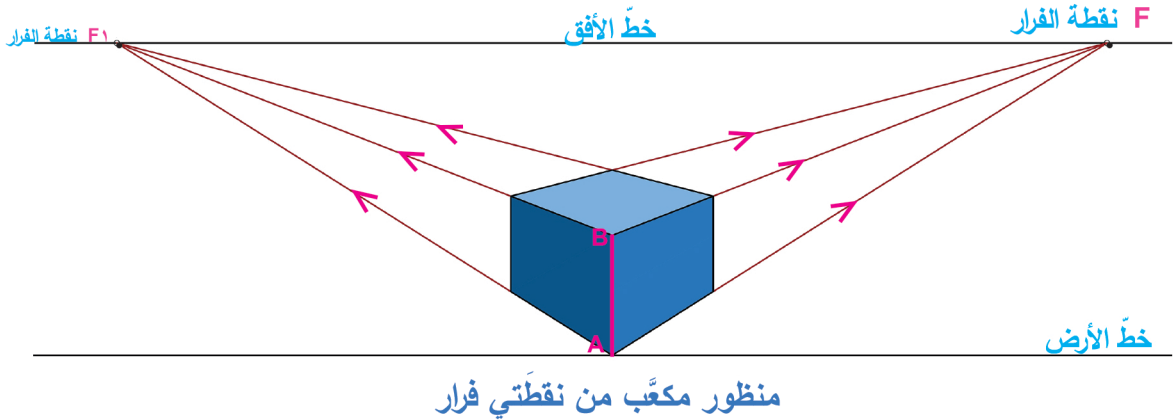 F نقطة الفرار
خطّ الأفق
F١ نقطة الفرار
B
A
خطّ الأرض
منظور مكعَّب من نقطَتي فرار